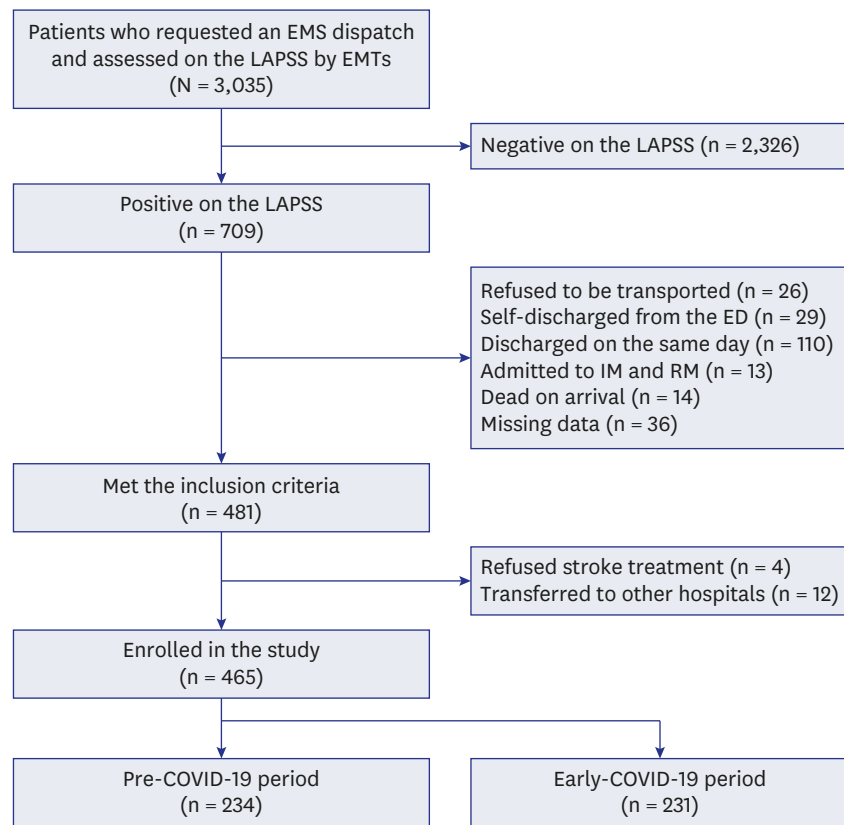 Patients who requested an EMS dispatch
and assessed on the LAPSS by EMTs
(N = 3,035)
Negative on the LAPSS (n = 2,326)
Positive on the LAPSS
(n = 709)
Refused to be transported (n = 26)
Self-discharged from the ED (n = 29)
Discharged on the same day (n = 110)
Admitted to IM and RM (n = 13)
Dead on arrival (n = 14)
Missing data (n = 36)
Met the inclusion criteria
(n = 481)
Refused stroke treatment (n = 4)
Transferred to other hospitals (n = 12)
Enrolled in the study
(n = 465)
Pre-COVID-19 period
(n = 234)
Early-COVID-19 period
(n = 231)